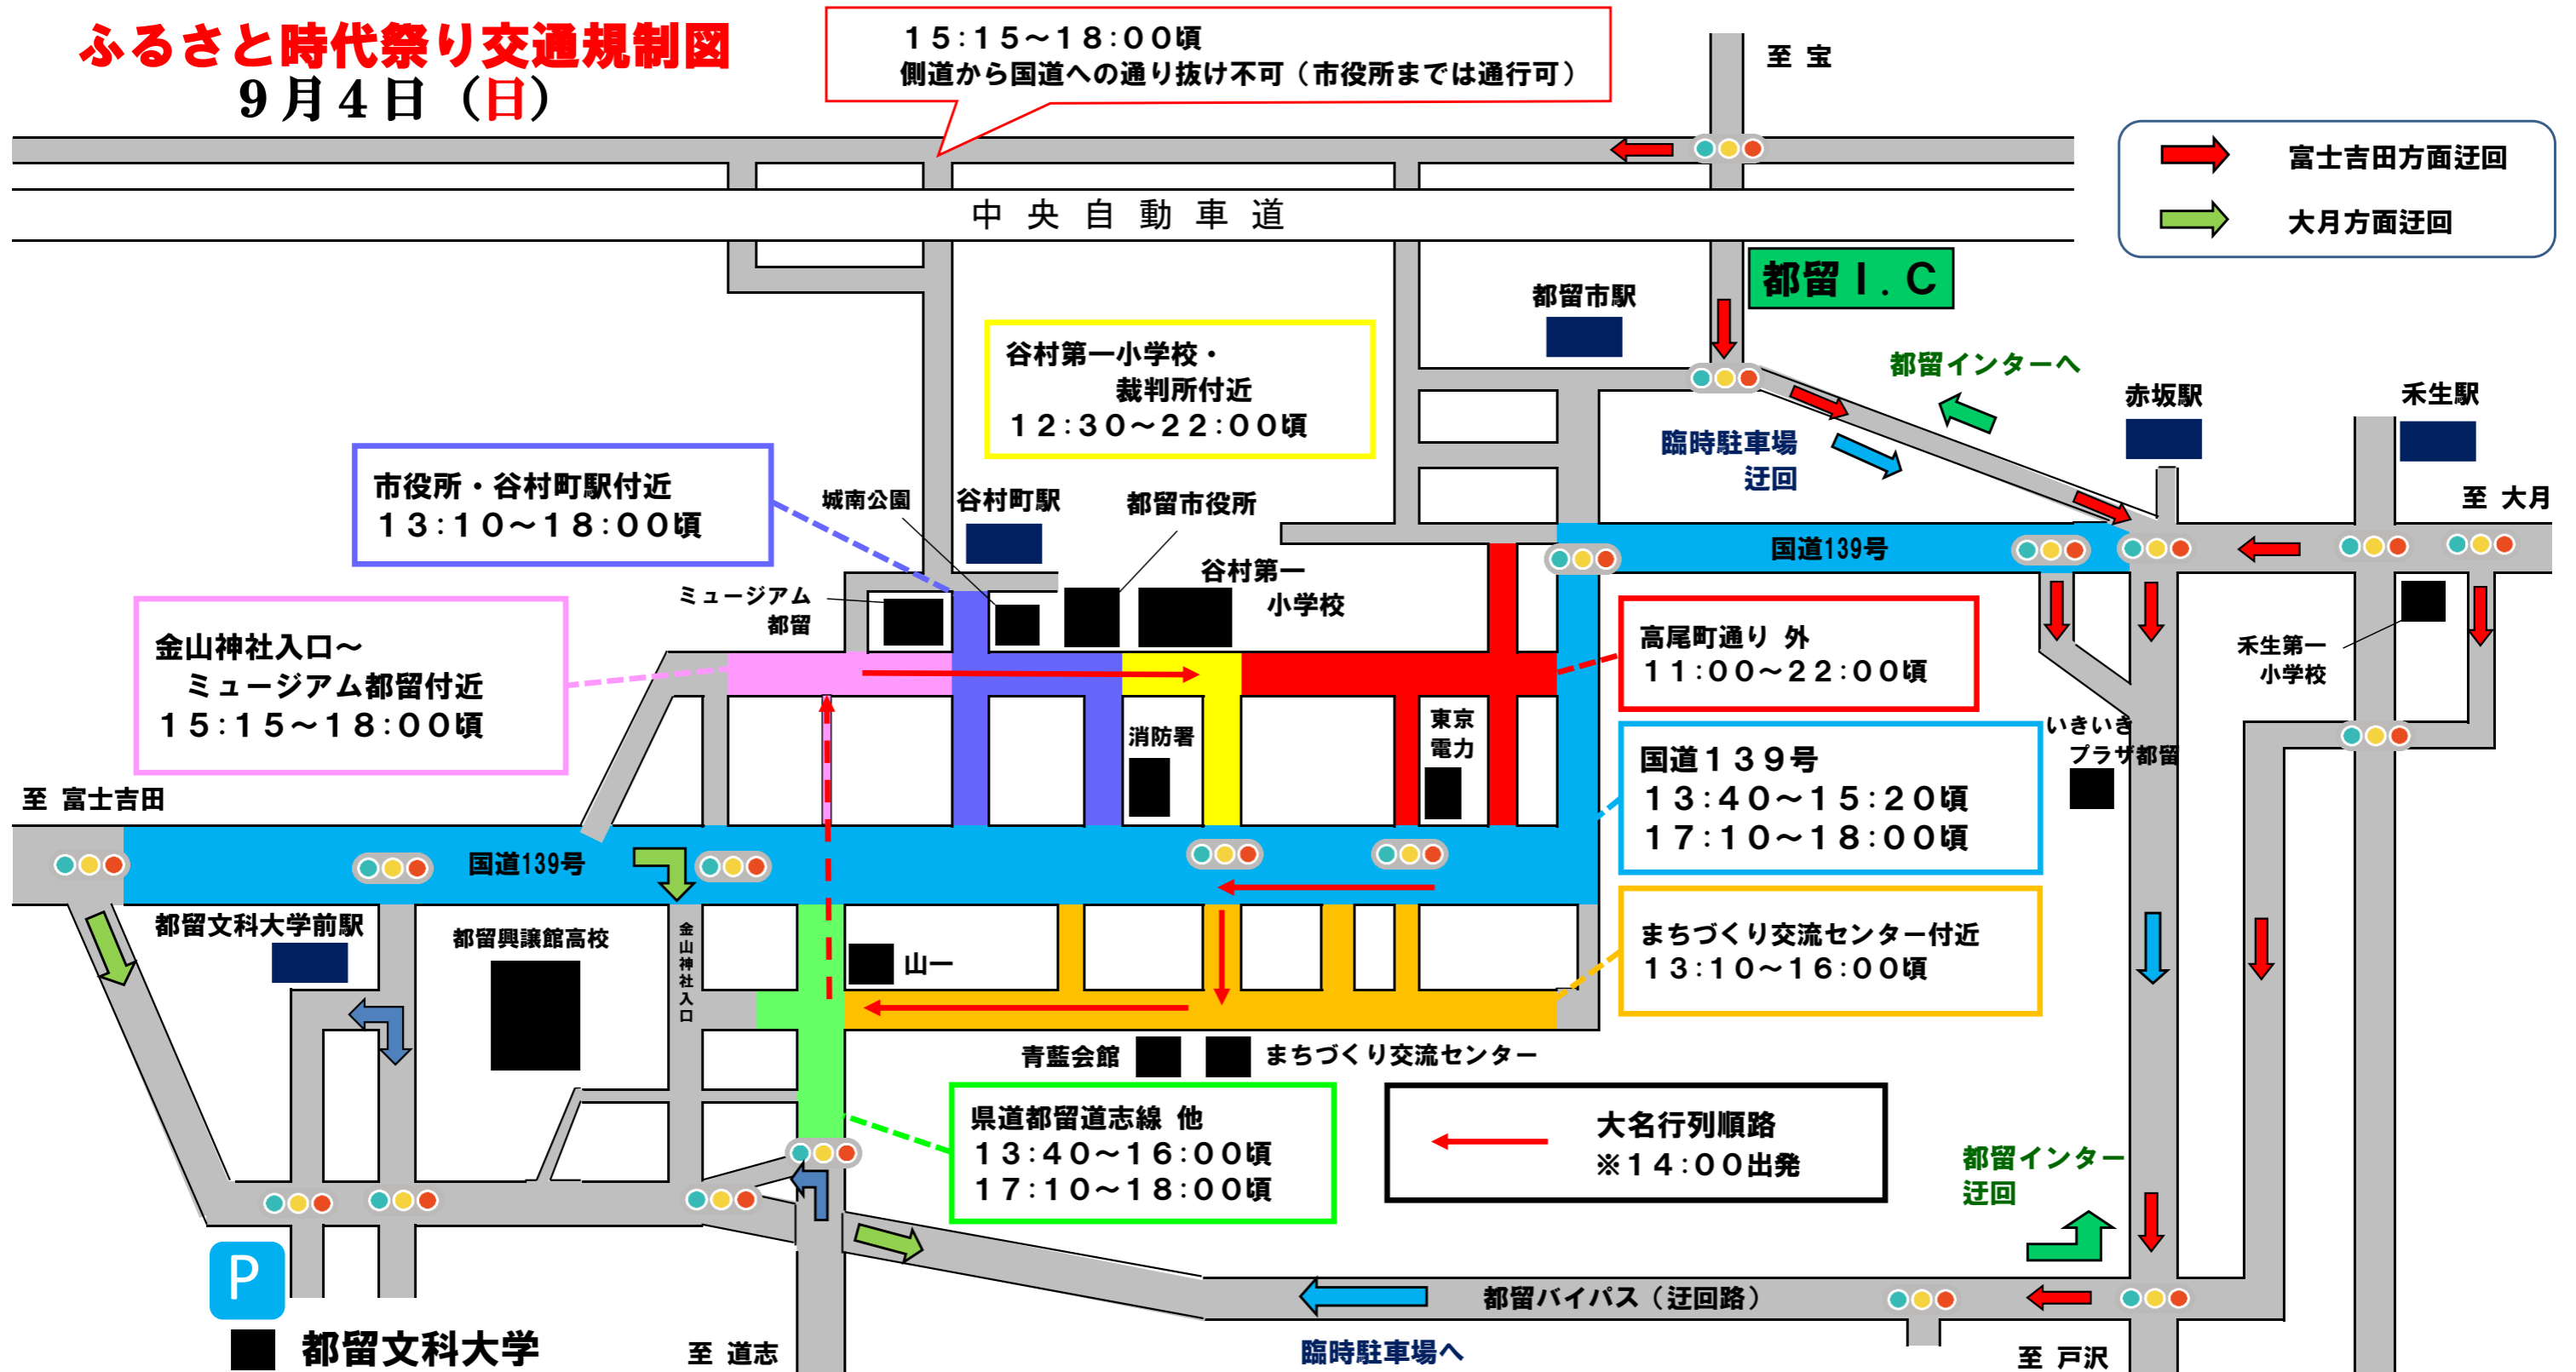 ふるさと時代祭り交通規制図
9月4日（日）
15:15～18:00頃
側道から国道への通り抜け不可（市役所までは通行可）
至 宝
富士吉田方面迂回
大月方面迂回
中央自動車道
都留Ｉ．Ｃ
都留市駅
都留インターへ
赤坂駅
禾生駅
至 大月
臨時駐車場
迂回
谷村第一小学校・
裁判所付近
12:30～22:00頃
市役所・谷村町駅付近
13:10～18:00頃
城南公園
谷村町駅
都留市役所
谷村第一
小学校
ミュージアム
都留
国道139号
金山神社入口～
ミュージアム都留付近
15:15～18:00頃
高尾町通り 外
11:00～22:00頃
禾生第一
小学校
消防署
東京
電力
いきいき
プラザ都留
国道139号
13:40～15:20頃
17:10～18:00頃
至 富士吉田
国道139号
都留文科大学前駅
都留興譲館高校
金山神社入口
山一
まちづくり交流センター付近
13:10～16:00頃
青藍会館
まちづくり交流センター
県道都留道志線 他
13:40～16:00頃
17:10～18:00頃
大名行列順路
※14:00出発
都留インター
迂回
P
都留文科大学
至 道志
都留バイパス（迂回路）
臨時駐車場へ
至 戸沢